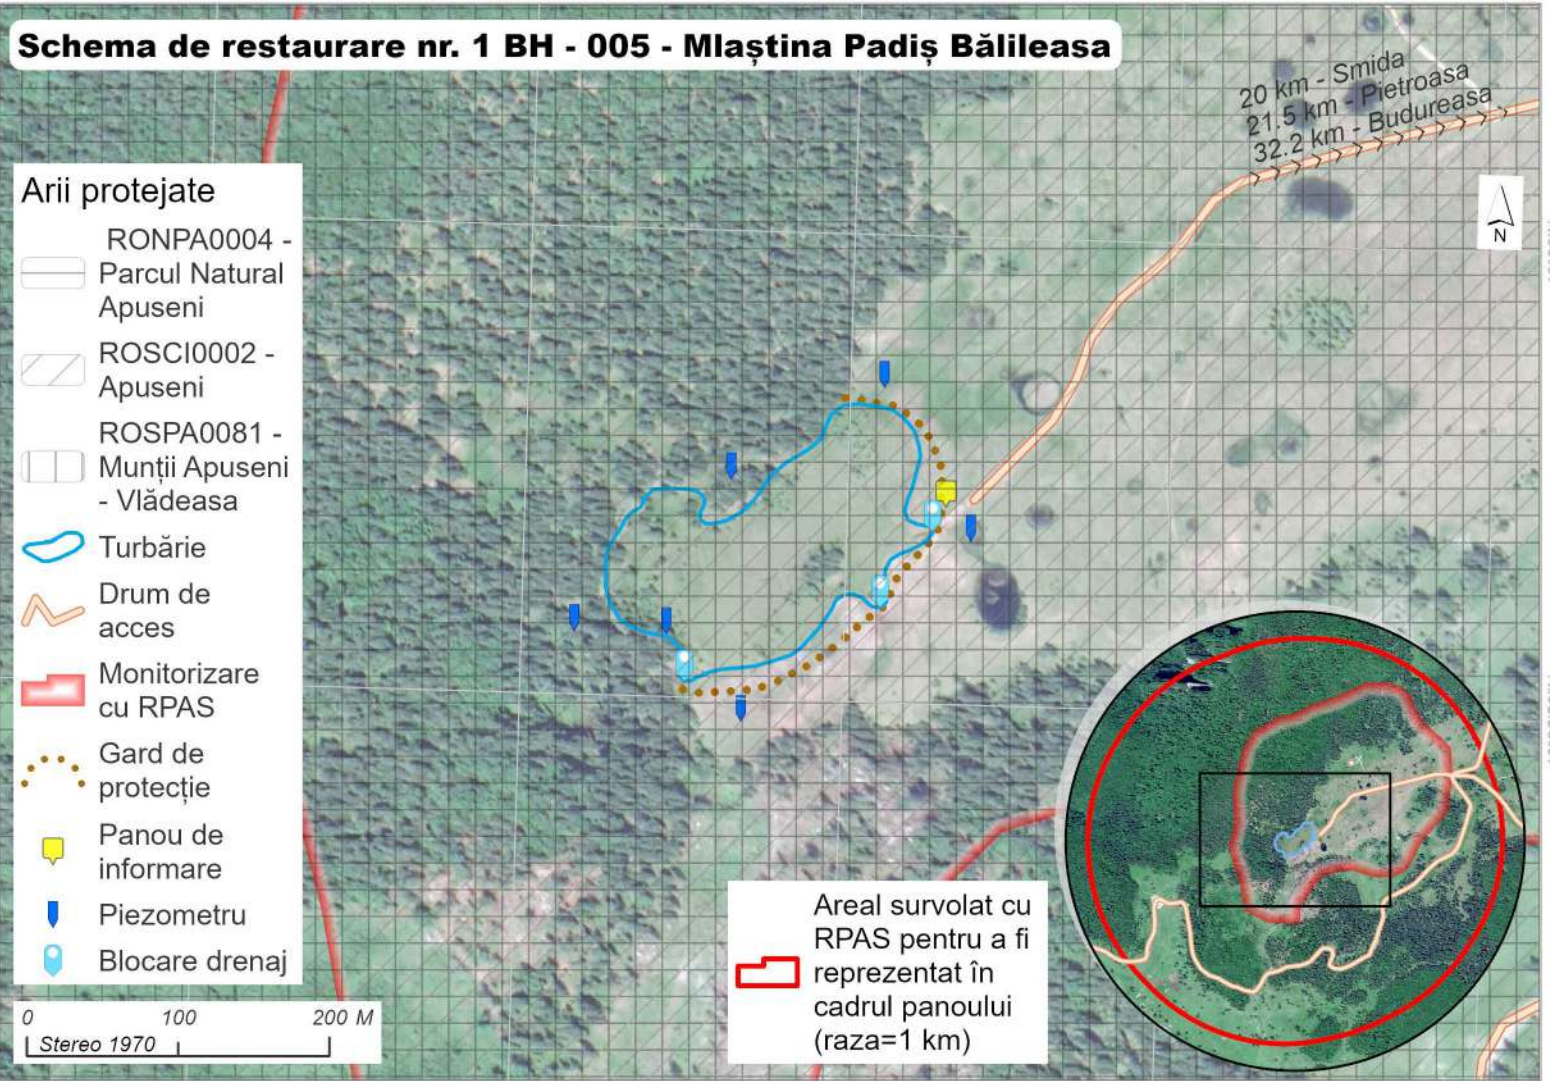 Schema de restaurare nr. 1 BH - 005 - Mlaștina Padiș Bălileasa
20 km - Smida
21.5 km - Pietroasa
32.2 km - Budureasa
N
Arii protejate
RONPA0004 -
Parcul Natural
Apuseni
ROSCI0002 -
Apuseni
ROSPA0081 -
Munții Apuseni
- Vlădeasa
Turbărie
Drum de
acces
Monitorizare
cu RPAS
Gard de
protecție
Panou de
informare
Piezometru
Blocare drenaj
0 100 200 M
Stereo 1970
Areal survolat cu
RPAS pentru a fi
reprezentat în
cadrul panoului
(raza=1 km)